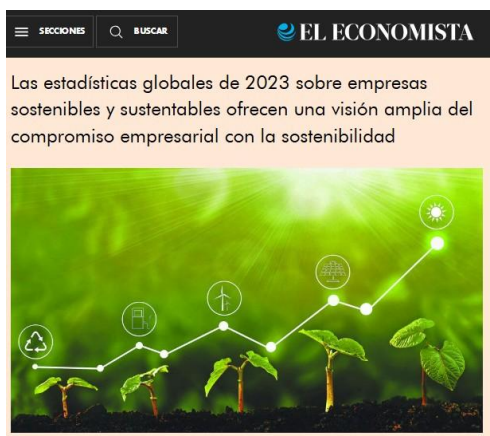 SECCIONES
BUSCAR
EL ECONOMISTA
Las estadísticas globales de 2023 sobre empresas
sostenibles y sustentables ofrecen una visión amplia del
compromiso empresarial con la sostenibilidad